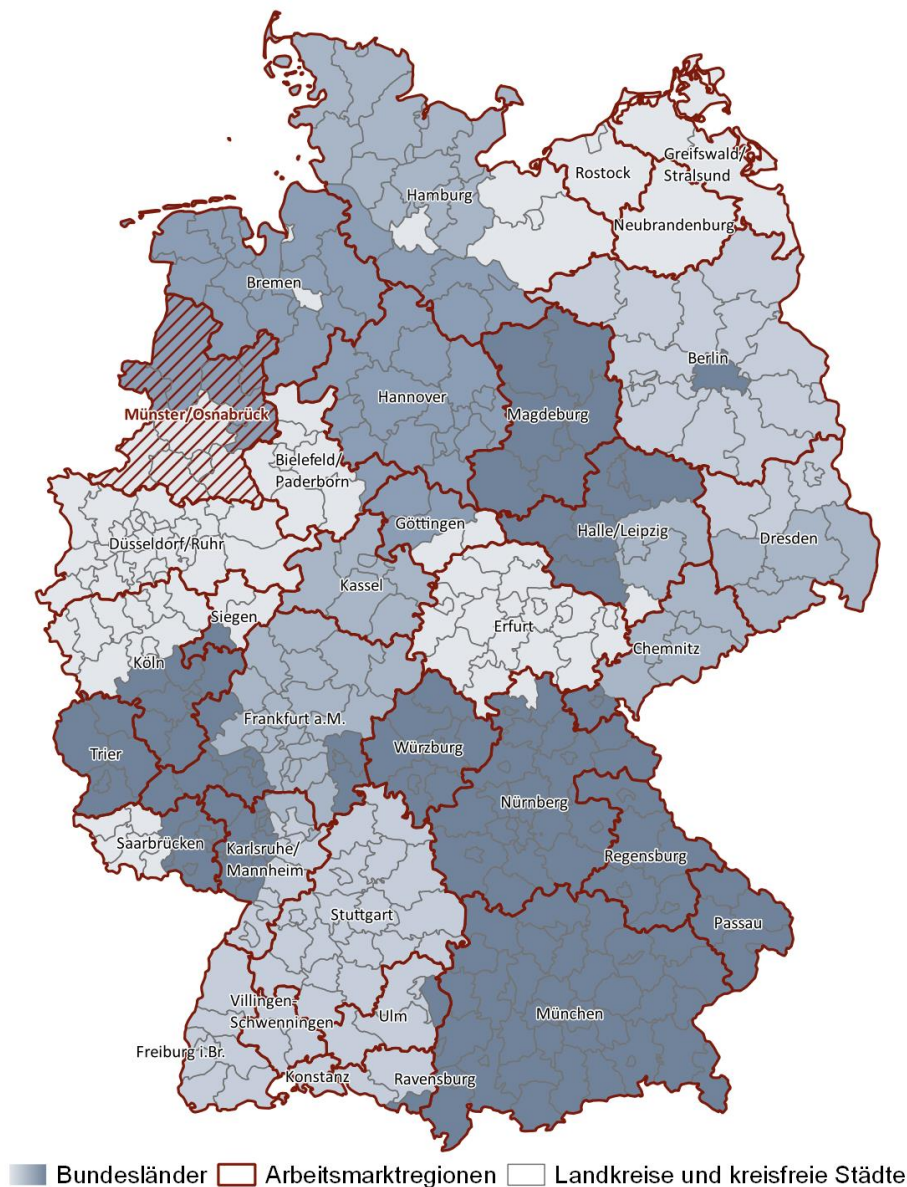 Hamburg
Rostock
Greifswald/
Stralsund
Neubrandenburg
Bremen
Berlin
Hannover
Magdeburg
Münster/Osnabrück
Bielefeld/
Paderborn
Göttingen
Halle/Leipzig
Dresden
Düsseldorf/Ruhr
Kassel
Siegen
Erfurt
Chemnitz
Köln
Frankfurt a.M.
Trier
Würzburg
Nürnberg
Saarbrücken
Karlsruhe/
Mannheim
Regensburg
Stuttgart
Passau
Villingen-
Schwenningen
Ulm
München
Freiburg i.Br.
Konstanz
Ravensburg
Bundesländer Arbeitsmarktregionen Landkreise und kreisfreie Städte